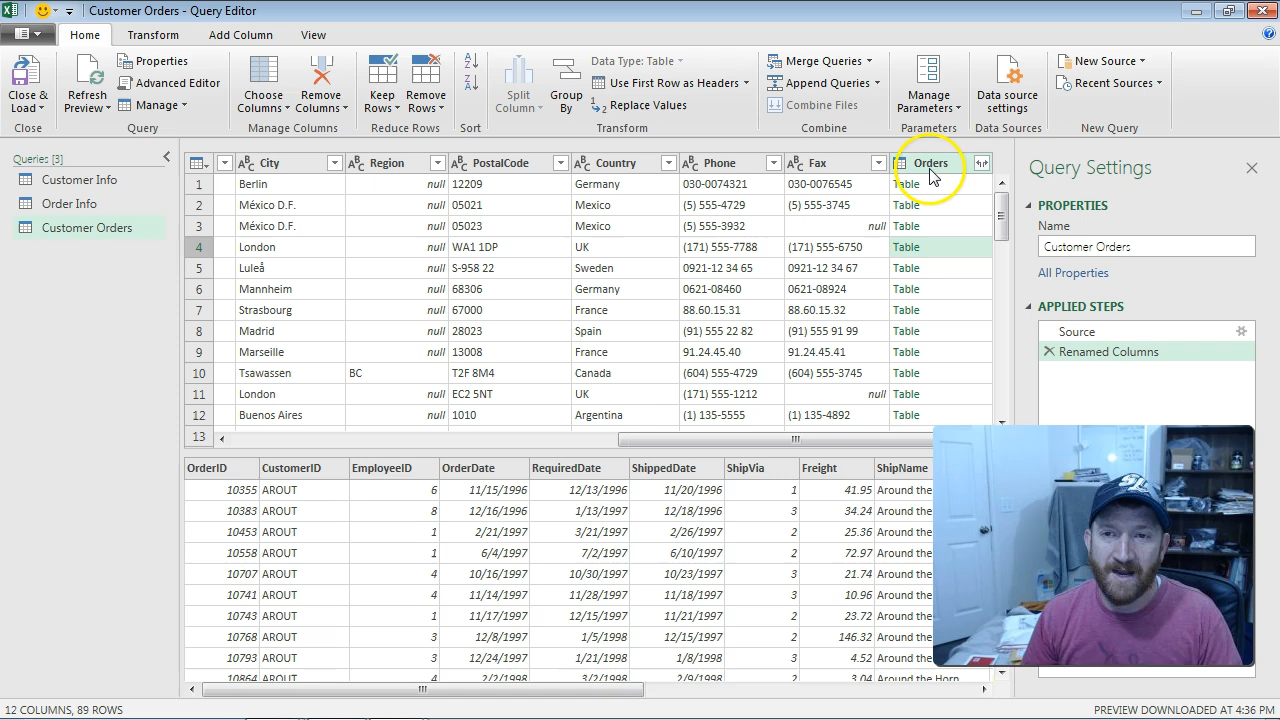 Customer Orders - Query Editor
Home Transform Add Column View
Close & Load
Refresh Preview
Properties
Advanced Editor
Manage
Choose Columns
Remove Columns
Keep Rows
Remove Rows
Split Column
Group By
Data Type: Table
Use First Row as Headers
Replace Values
Merge Queries
Append Queries
Combine Files
Manage Parameters
Data source settings
New Source
Recent Sources
Close Query Manage Columns Reduce Rows Sort Transform Combine Parameters Data Sources New Query
Queries [3]
Customer Info
Order Info
Customer Orders
City Region PostalCode Country Phone Fax Orders
1 Berlin null 12209 Germany 030-0074321 030-0076545 Table
2 México D.F. null 05021 Mexico (5) 555-4729 (5) 555-3745 Table
3 México D.F. null 05023 Mexico (5) 555-3932 null Table
4 London null WA1 1DP UK (171) 555-7788 (171) 555-6750 Table
5 Luleå null S-958 22 Sweden 0921-12 34 65 0921-12 34 67 Table
6 Mannheim null 68306 Germany 0621-08460 0621-08924 Table
7 Strasbourg null 67000 France 88.60.15.31 88.60.15.32 Table
8 Madrid null 28023 Spain (91) 555 22 82 (91) 555 91 99 Table
9 Marseille null 13008 France 91.24.45.40 91.24.45.41 Table
10 Tsawassen BC T2F 8M4 Canada (604) 555-4729 (604) 555-3745 Table
11 London null EC2 5NT UK (171) 555-1212 null Table
12 Buenos Aires null 1010 Argentina (1) 135-5555 (1) 135-4892 Table
13
OrderID CustomerID EmployeeID OrderDate RequiredDate ShippedDate ShipVia Freight ShipName
10355 AROUT 6 11/15/1996 12/13/1996 11/20/1996 1 41.95 Around the
10383 AROUT 8 12/16/1996 1/13/1997 12/18/1996 3 34.24 Around the
10453 AROUT 1 2/21/1997 3/21/1997 2/26/1997 2 25.36 Around the
10558 AROUT 1 6/4/1997 7/2/1997 6/10/1997 2 72.97 Around the
10707 AROUT 4 10/16/1997 10/30/1997 10/23/1997 3 21.74 Around the
10741 AROUT 4 11/14/1997 11/28/1997 11/18/1997 3 10.96 Around the
10743 AROUT 1 11/17/1997 12/15/1997 11/21/1997 2 23.72 Around the
10768 AROUT 3 12/8/1997 1/5/1998 12/15/1997 2 146.32 Around the
10793 AROUT 3 12/24/1997 1/21/1998 1/8/1998 3 4.52 Around the
10864 AROUT 4 2/2/1998 3/2/1998 2/9/1998 2 3.04 Around the Horn
Query Settings
PROPERTIES
Name
Customer Orders
All Properties
APPLIED STEPS
Source
Renamed Columns
12 COLUMNS, 89 ROWS
PREVIEW DOWNLOADED AT 4:36 PM